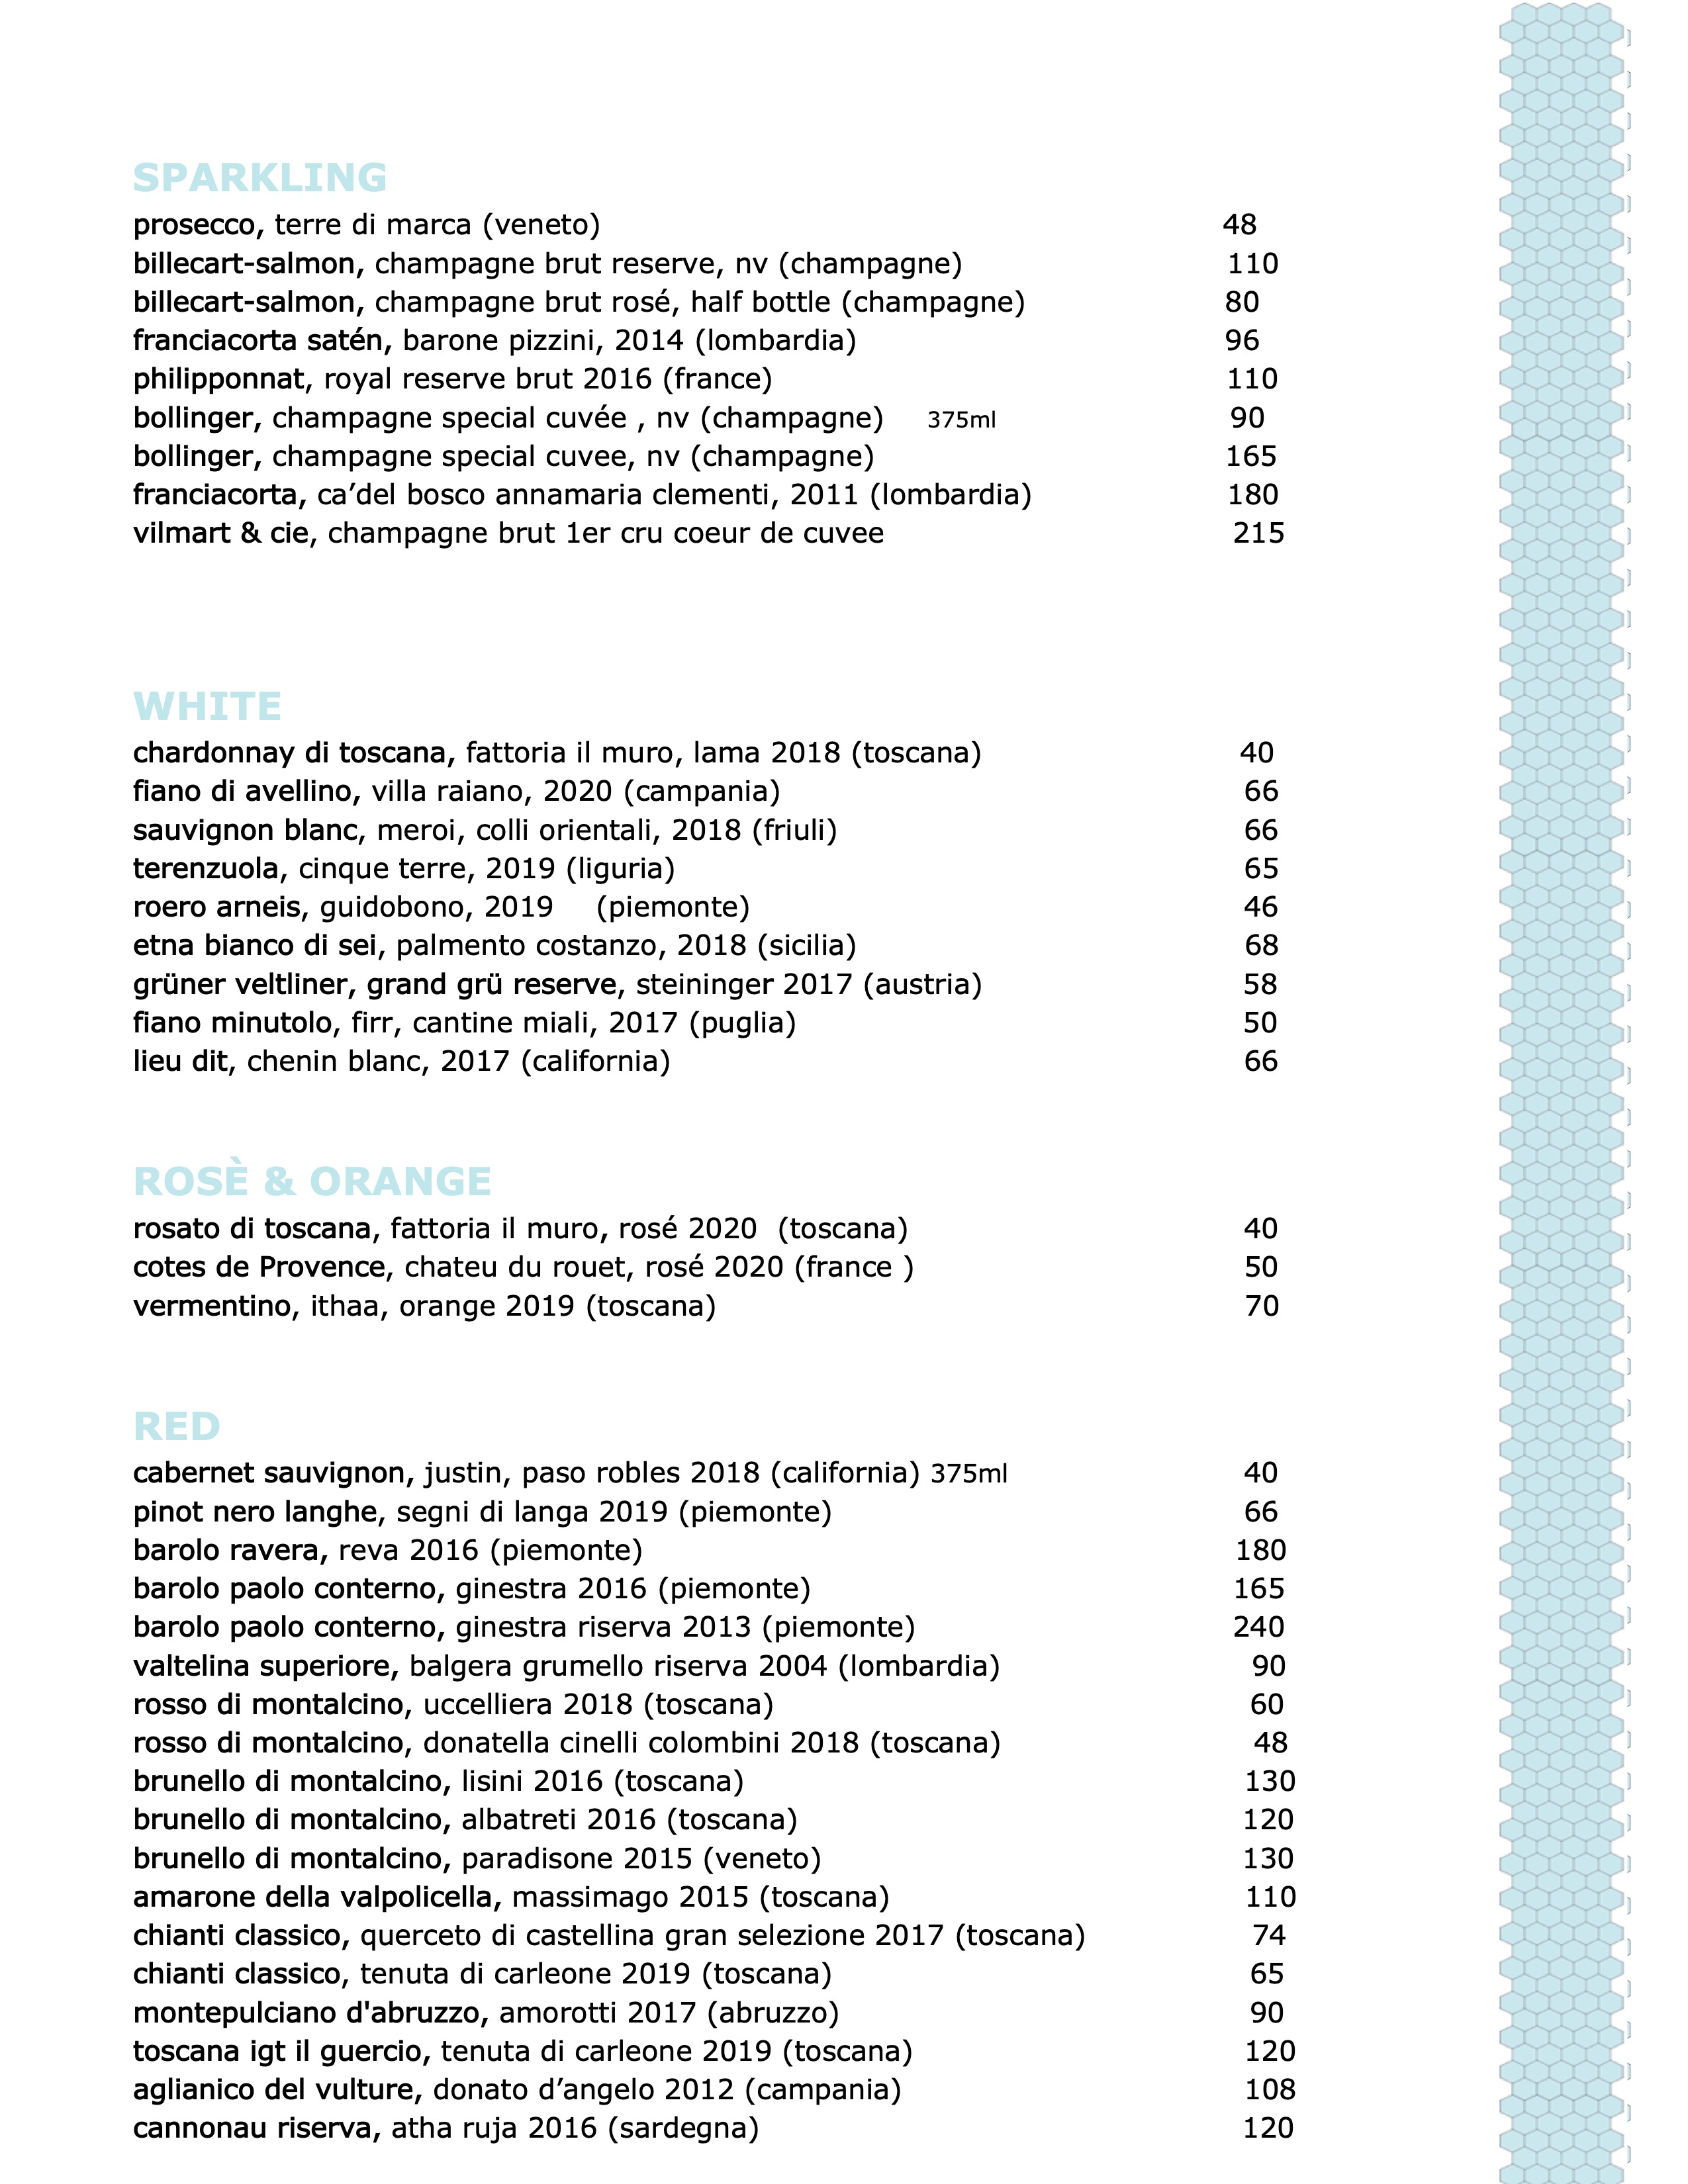 SPARKLING
prosecco, terre di marca (veneto) 48
billecart-salmon, champagne brut reserve, nv (champagne) 110
billecart-salmon, champagne brut rosé, half bottle (champagne) 80
franciacorta satén, barone pizzini, 2014 (lombardia) 96
philipponnat, royal reserve brut 2016 (france) 110
bollinger, champagne special cuvée , nv (champagne) 375ml 90
bollinger, champagne special cuvee, nv (champagne) 165
franciacorta, ca’del bosco annamaria clementi, 2011 (lombardia) 180
vilmart & cie, champagne brut 1er cru coeur de cuvee 215
WHITE
chardonnay di toscana, fattoria il muro, lama 2018 (toscana) 40
fiano di avellino, villa raiano, 2020 (campania) 66
sauvignon blanc, meroi, colli orientali, 2018 (friuli) 66
terenzuola, cinque terre, 2019 (liguria) 65
roero arneis, guidobono, 2019 (piemonte) 46
etna bianco di sei, palmento costanzo, 2018 (sicilia) 68
grüner veltliner, grand grü reserve, steininger 2017 (austria) 58
fiano minutolo, firr, cantine miali, 2017 (puglia) 50
lieu dit, chenin blanc, 2017 (california) 66
ROSÈ & ORANGE
rosato di toscana, fattoria il muro, rosé 2020 (toscana) 40
cotes de Provence, chateu du rouet, rosé 2020 (france ) 50
vermentino, ithaa, orange 2019 (toscana) 70
RED
cabernet sauvignon, justin, paso robles 2018 (california) 375ml 40
pinot nero langhe, segni di langa 2019 (piemonte) 66
barolo ravera, reva 2016 (piemonte) 180
barolo paolo conterno, ginestra 2016 (piemonte) 165
barolo paolo conterno, ginestra riserva 2013 (piemonte) 240
valtelina superiore, balgera grumello riserva 2004 (lombardia) 90
rosso di montalcino, uccelliera 2018 (toscana) 60
rosso di montalcino, donatella cinelli colombini 2018 (toscana) 48
brunello di montalcino, lisini 2016 (toscana) 130
brunello di montalcino, albatreti 2016 (toscana) 120
brunello di montalcino, paradisone 2015 (veneto) 130
amarone della valpolicella, massimago 2015 (toscana) 110
chianti classico, querceto di castellina gran selezione 2017 (toscana) 74
chianti classico, tenuta di carleone 2019 (toscana) 65
montepulciano d'abruzzo, amorotti 2017 (abruzzo) 90
toscana igt il guercio, tenuta di carleone 2019 (toscana) 120
aglianico del vulture, donato d’angelo 2012 (campania) 108
cannonau riserva, atha ruja 2016 (sardegna) 120